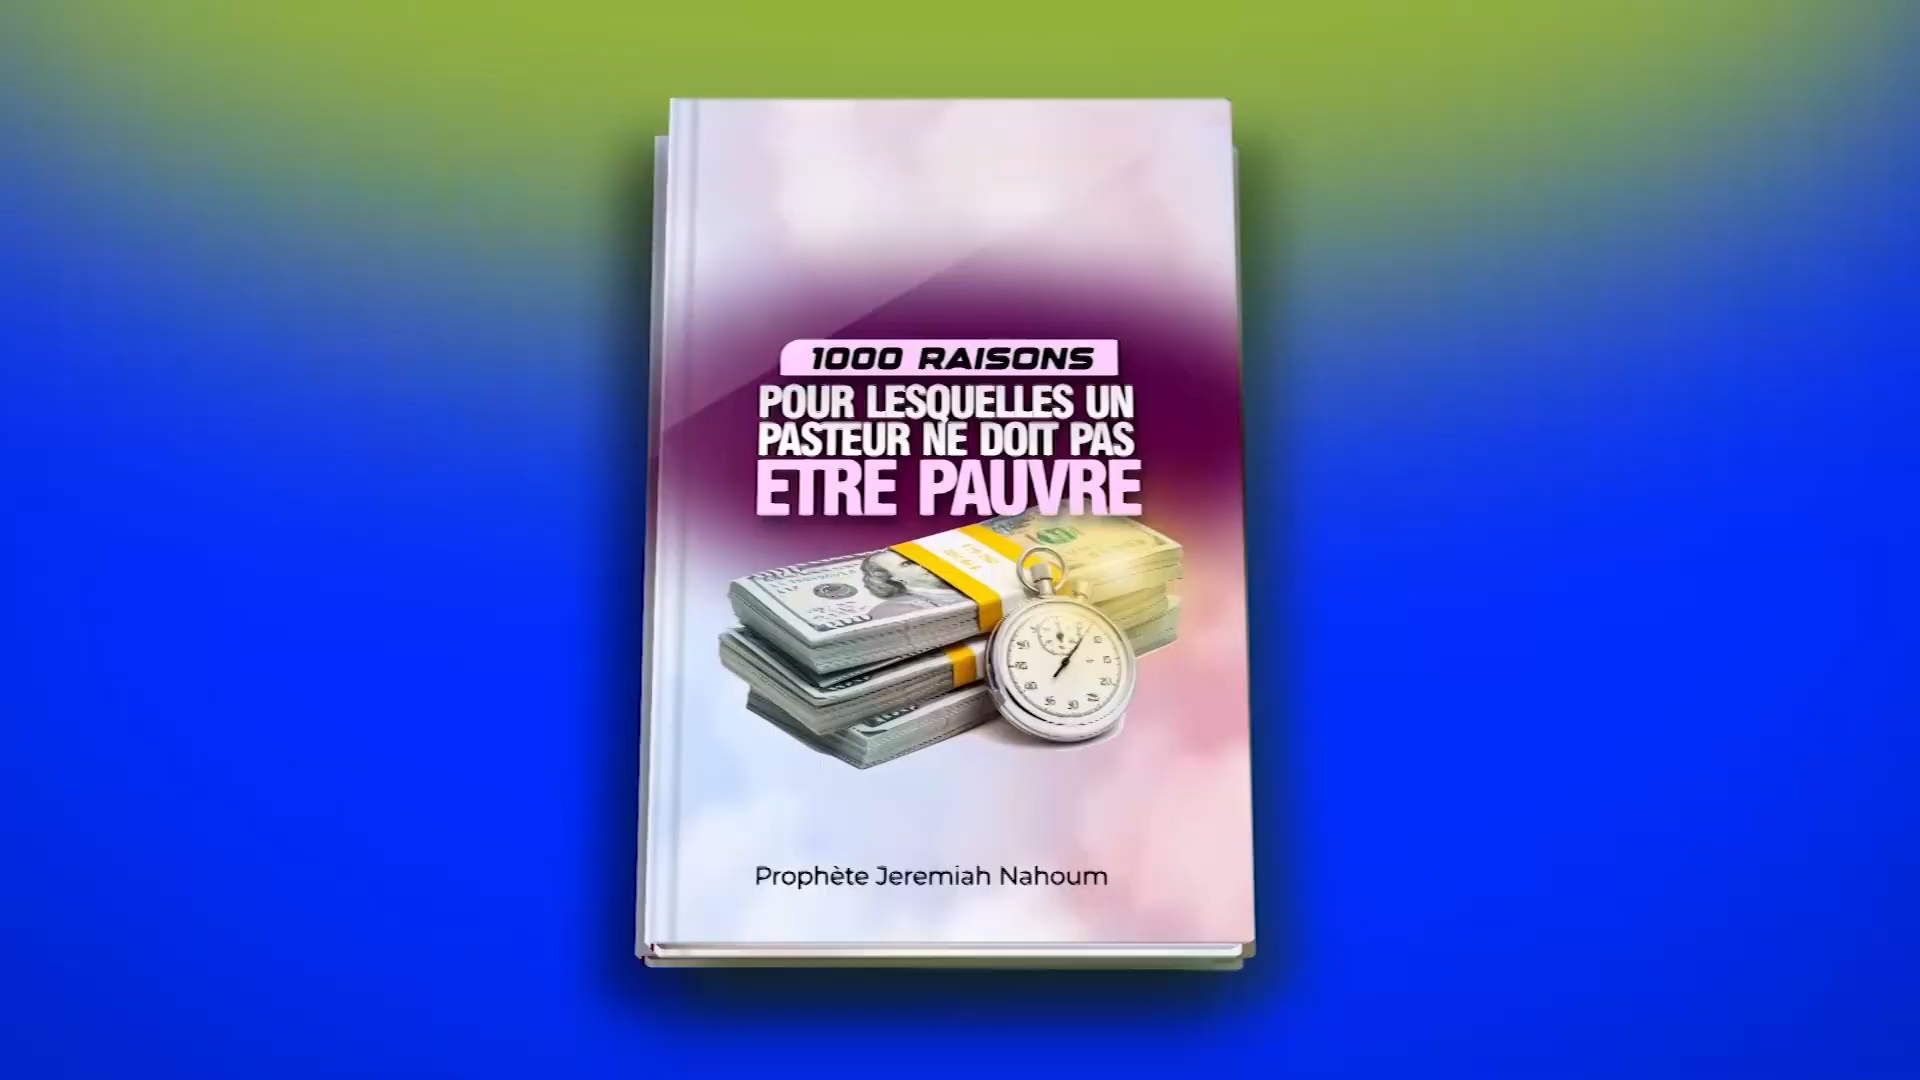 1000 RAISONS
POUR LESQUELLES UN
PASTEUR NE DOIT PAS
ETRE PAUVRE
Prophète Jeremiah Nahoum